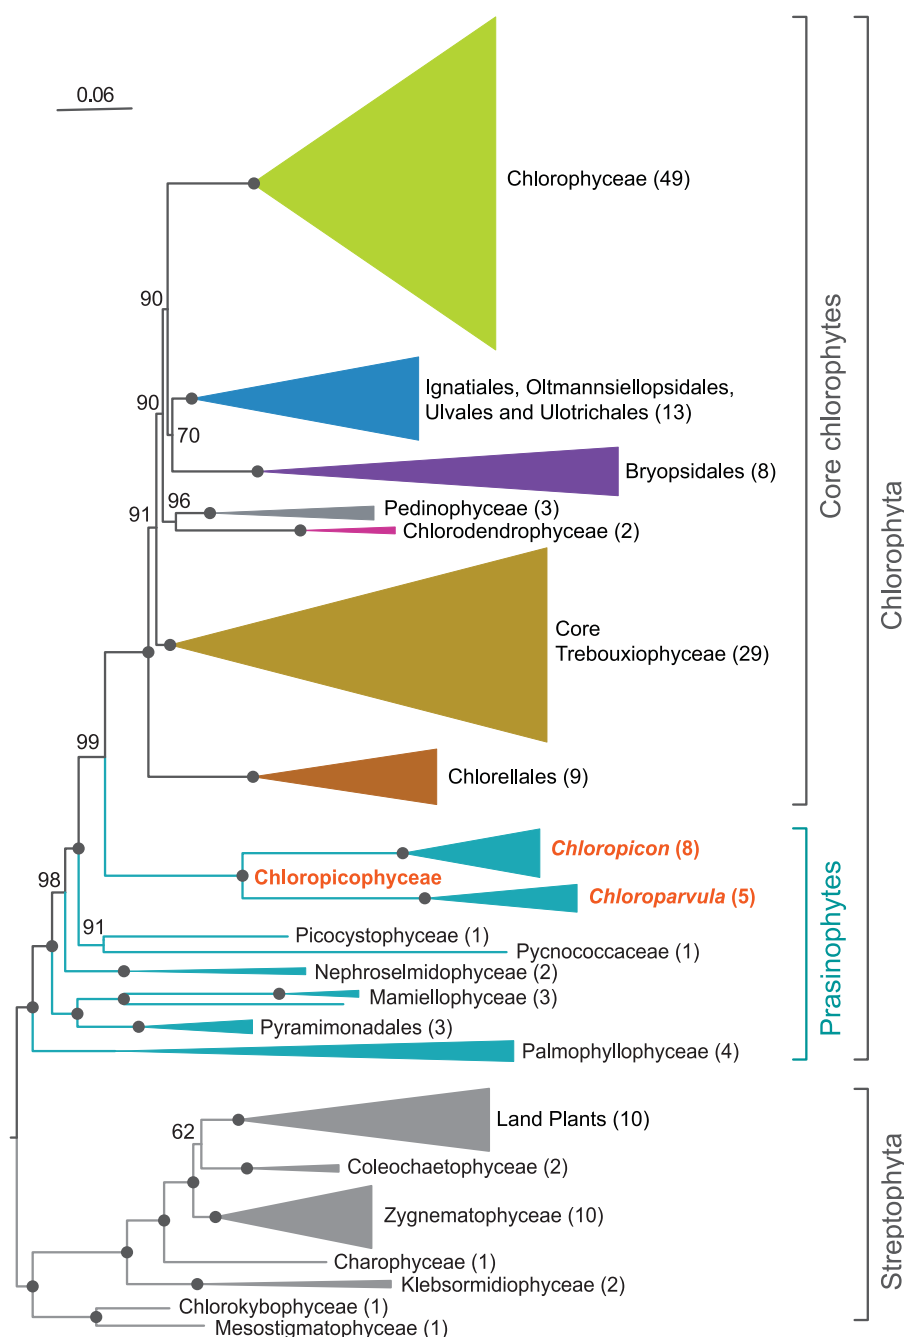 0.06
Chlorophyceae (49)
90
Ignatiales, Oltmannsiellopsidales,
Ulvales and Ulotrichales (13)
90
70
Bryopsidales (8)
96
Pedinophyceae (3)
91
Chlorodendrophyceae (2)
Core
Trebouxiophyceae (29)
99
Chlorellales (9)
Core chlorophytes
Chlorophyta
Chloropicon (8)
98
Chloropicophyceae
Chloroparvula (5)
91
Picocystophyceae (1)
Pycnococcaceae (1)
Nephroselmidophyceae (2)
Mamiellophyceae (3)
Pyramimonadales (3)
Palmophyllophyceae (4)
Prasinophytes
62
Land Plants (10)
Coleochaetophyceae (2)
Zygnematophyceae (10)
Charophyceae (1)
Klebsormidiophyceae (2)
Chlorokybophyceae (1)
Mesostigmatophyceae (1)
Streptophyta